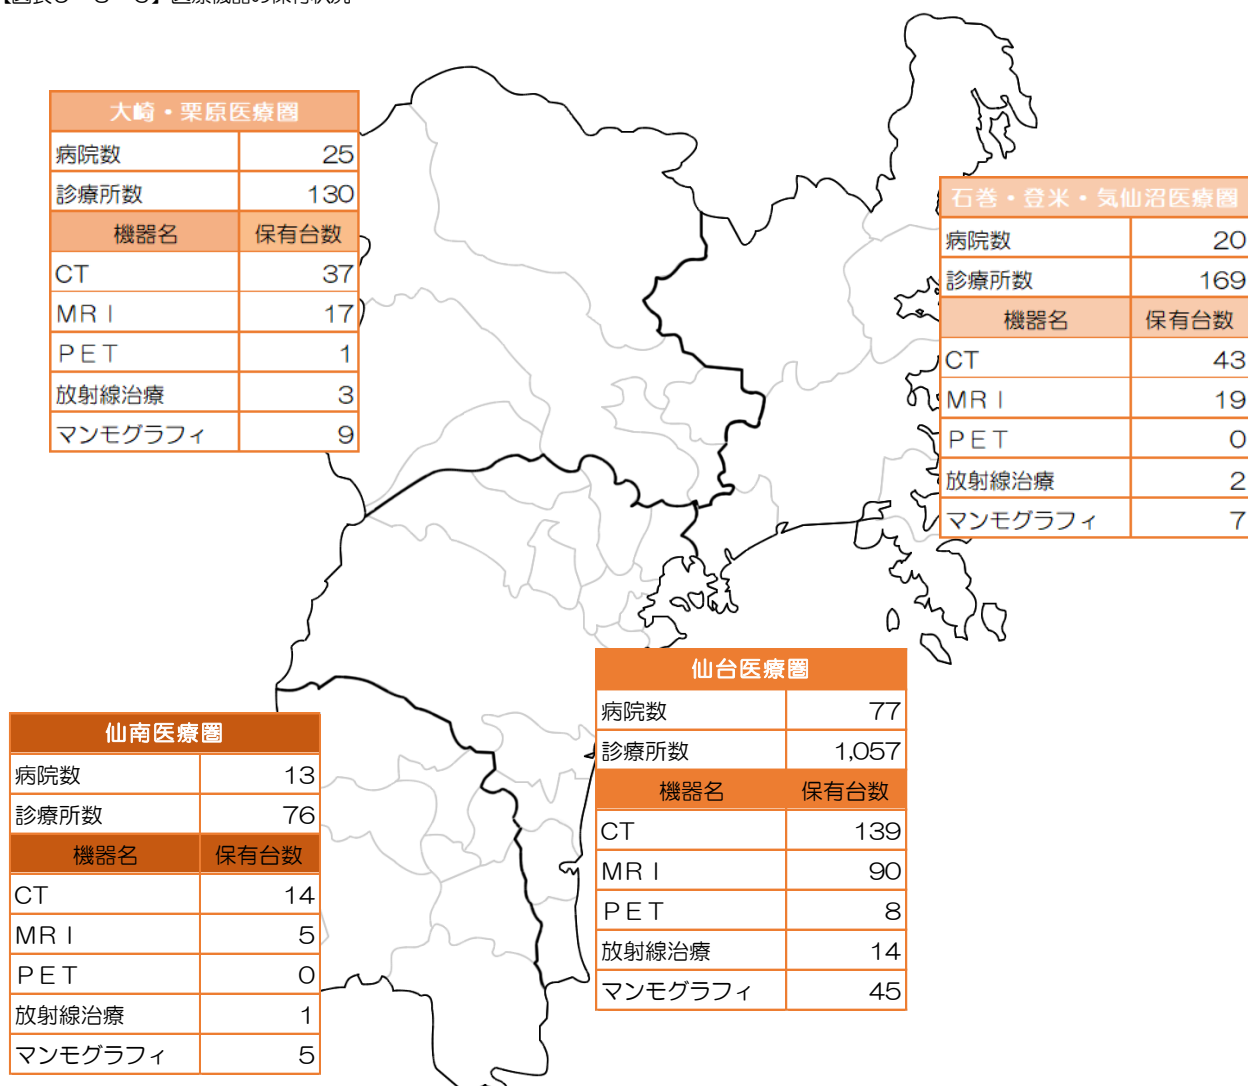 大崎・栗原医療圏
病院数 25
診療所数 130
機器名 保有台数
CT 37
MRI 17
PET 1
放射線治療 3
マンモグラフィ 9
石巻・登米・気仙沼医療圏
病院数 20
診療所数 169
機器名 保有台数
CT 43
MRI 19
PET 0
放射線治療 2
マンモグラフィ 7
仙台医療圏
病院数 77
診療所数 1,057
機器名 保有台数
CT 139
MRI 90
PET 8
放射線治療 14
マンモグラフィ 45
仙南医療圏
病院数 13
診療所数 76
機器名 保有台数
CT 14
MRI 5
PET 0
放射線治療 1
マンモグラフィ 5